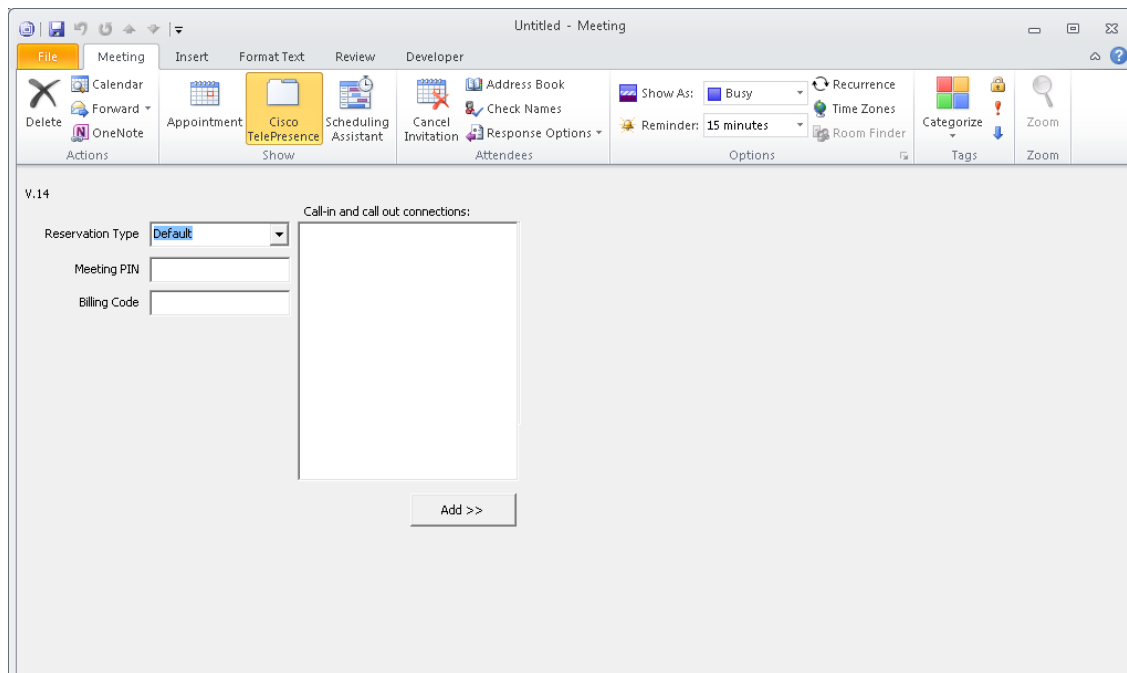 Untitled - Meeting
File Meeting Insert Format Text Review Developer
Delete
Calendar
Forward
OneNote
Actions
Appointment
Cisco
TelePresence
Scheduling
Assistant
Show
Cancel
Invitation
Address Book
Check Names
Response Options
Attendees
Show As: Busy
Reminder: 15 minutes
Recurrence
Time Zones
Room Finder
Options
Categorize
Tags
Zoom
Zoom
V.14
Call-in and call out connections:
Reservation Type Default
Meeting PIN
Billing Code
Add >>